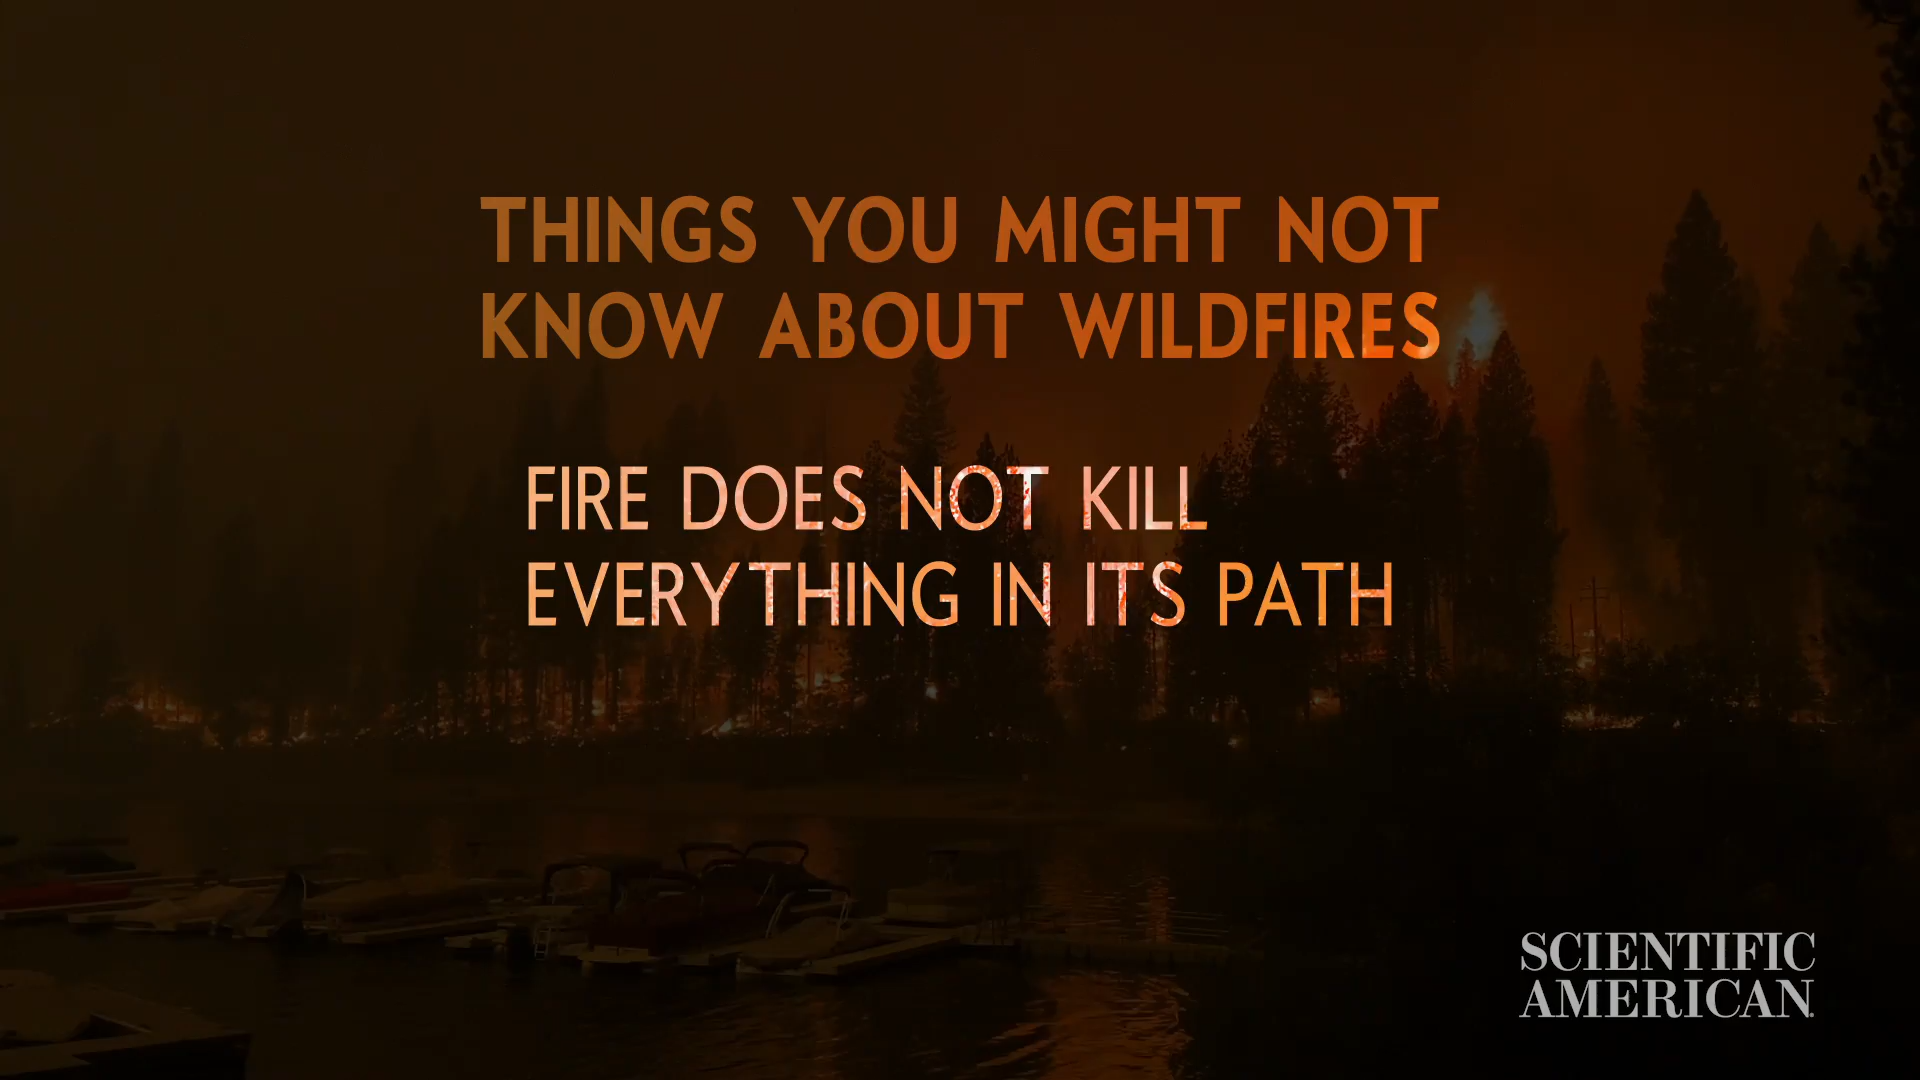 THINGS YOU MIGHT NOT
KNOW ABOUT WILDFIRES
FIRE DOES NOT KILL
EVERYTHING IN ITS PATH
SCIENTIFIC
AMERICAN